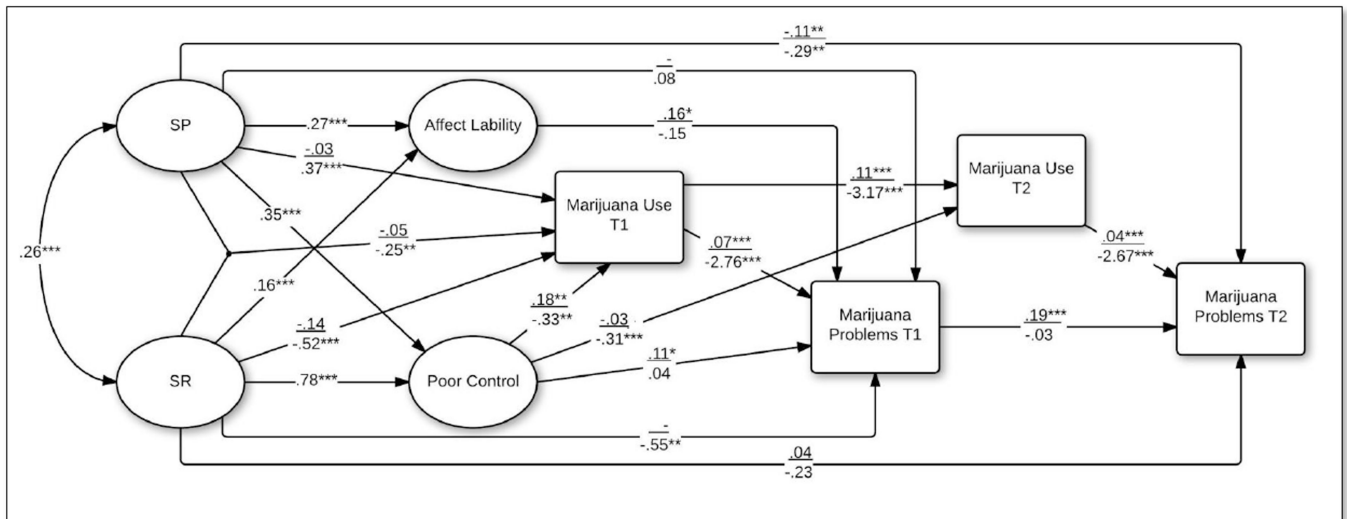 -.11**
-.29**
-
.08
SP
.27***
Affect Lability
.16*
-.15
-.03
.37***
Marijuana Use
T1
.11***
-3.17***
Marijuana Use
T2
.26***
.35***
-.05
-.25**
.07***
-2.76***
.04***
-2.67***
.16***
.18**
-.33**
-.03
-.31***
Marijuana
Problems T1
.19***
-.03
Marijuana
Problems T2
-.14
-.52***
SR
.78***
Poor Control
.11*
.04
-
-.55**
.04
-.23